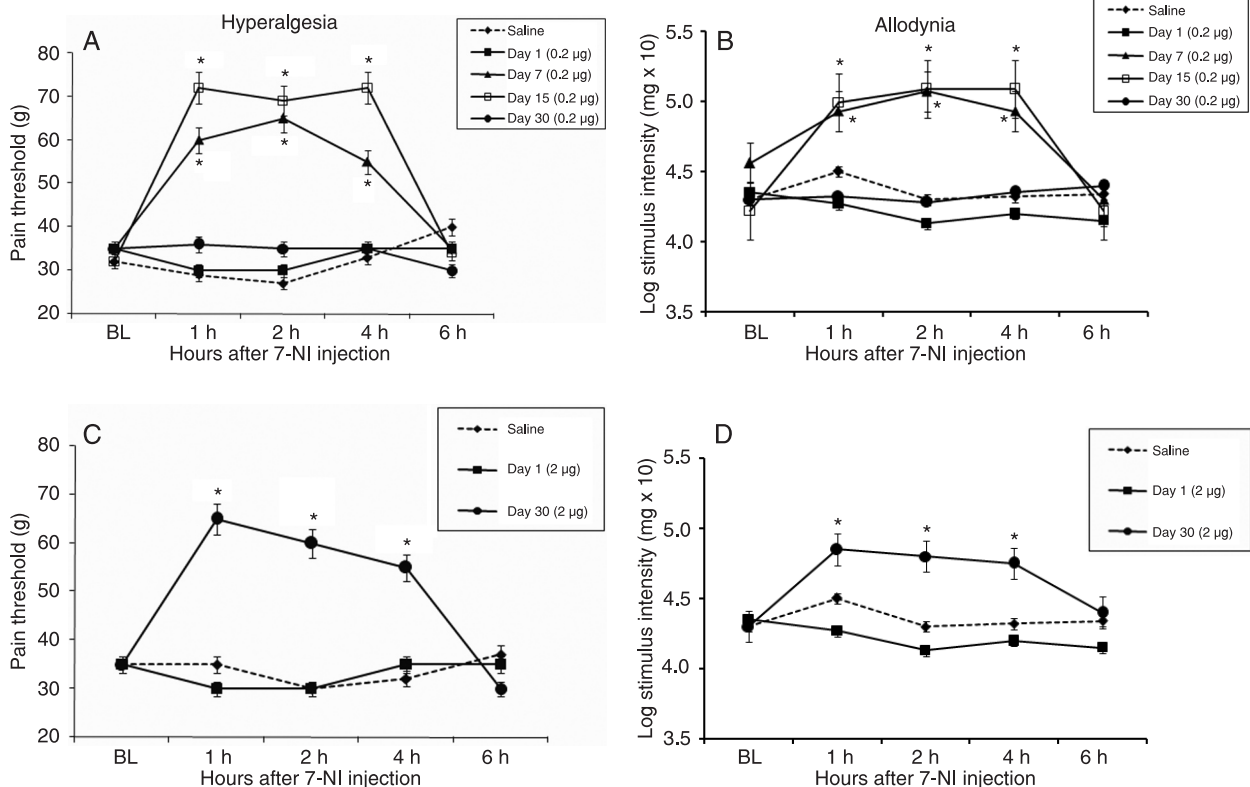 Hyperalgesia
A
Pain threshold (g)
80
70
60
50
40
30
20
* * *
* * *
BL 1 h 2 h 4 h 6 h
Hours after 7-NI injection
Saline
Day 1 (0.2 µg)
Day 7 (0.2 µg)
Day 15 (0.2 µg)
Day 30 (0.2 µg)
Allodynia
B
Log stimulus intensity (mg x 10)
5.5
5.0
4.5
4.0
3.5
* * *
* * *
BL 1 h 2 h 4 h 6 h
Hours after 7-NI injection
Saline
Day 1 (0.2 µg)
Day 7 (0.2 µg)
Day 15 (0.2 µg)
Day 30 (0.2 µg)
C
Pain threshold (g)
80
70
60
50
40
30
20
* * *
BL 1 h 2 h 4 h 6 h
Hours after 7-NI injection
Saline
Day 1 (2 µg)
Day 30 (2 µg)
D
Log stimulus intensity (mg x 10)
5.5
5.0
4.5
4.0
3.5
* * *
BL 1 h 2 h 4 h 6 h
Hours after 7-NI injection
Saline
Day 1 (2 µg)
Day 30 (2 µg)